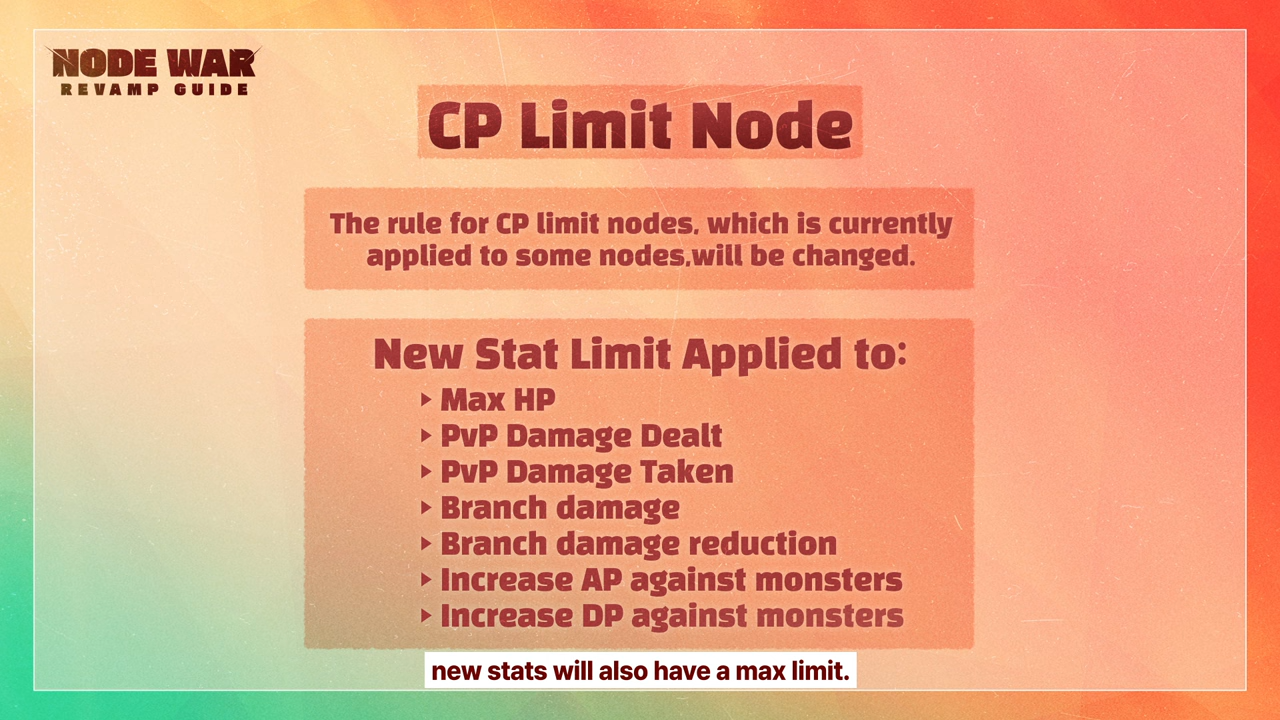 NODE WAR
REVAMP GUIDE
CP Limit Node
The rule for CP limit nodes, which is currently
applied to some nodes,will be changed.
New Stat Limit Applied to:
Max HP
PvP Damage Dealt
PvP Damage Taken
Branch damage
Branch damage reduction
Increase AP against monsters
Increase DP against monsters
new stats will also have a max limit.